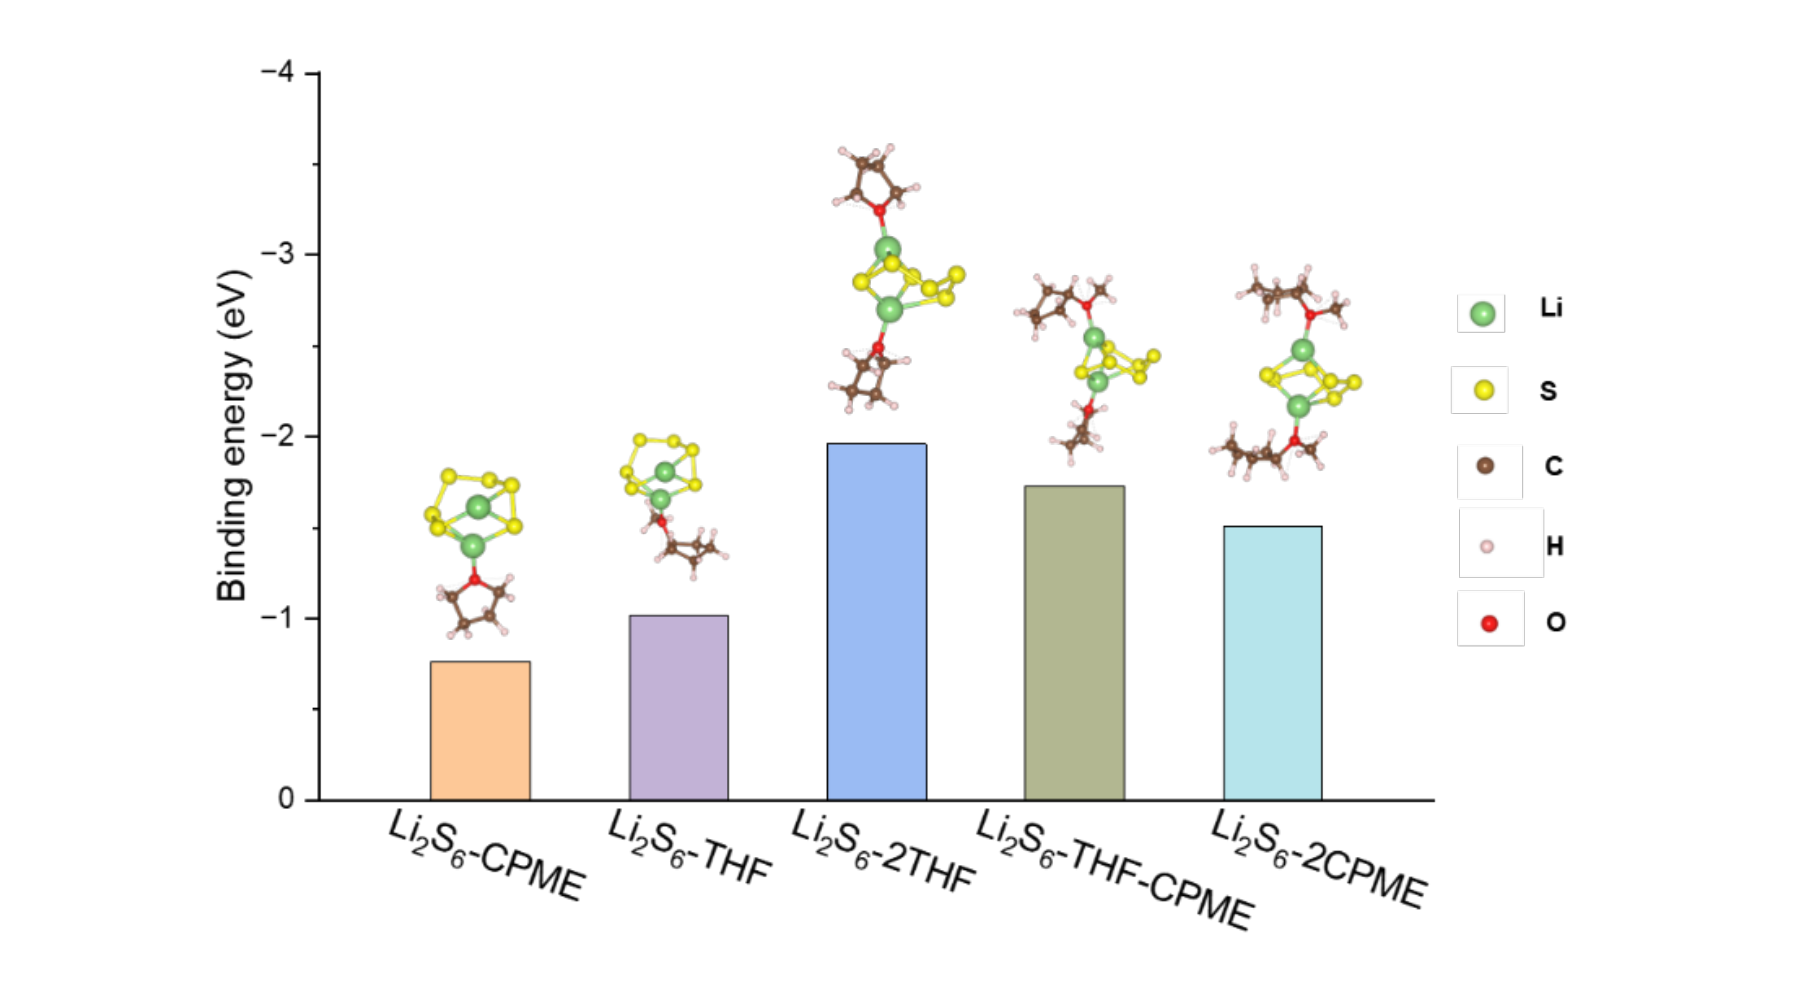 Binding energy (eV)
−4
−3
−2
−1
0
Li₂S₆-CPME
Li₂S₆-THF
Li₂S₆-2THF
Li₂S₆-THF-CPME
Li₂S₆-2CPME
Li
S
C
H
O